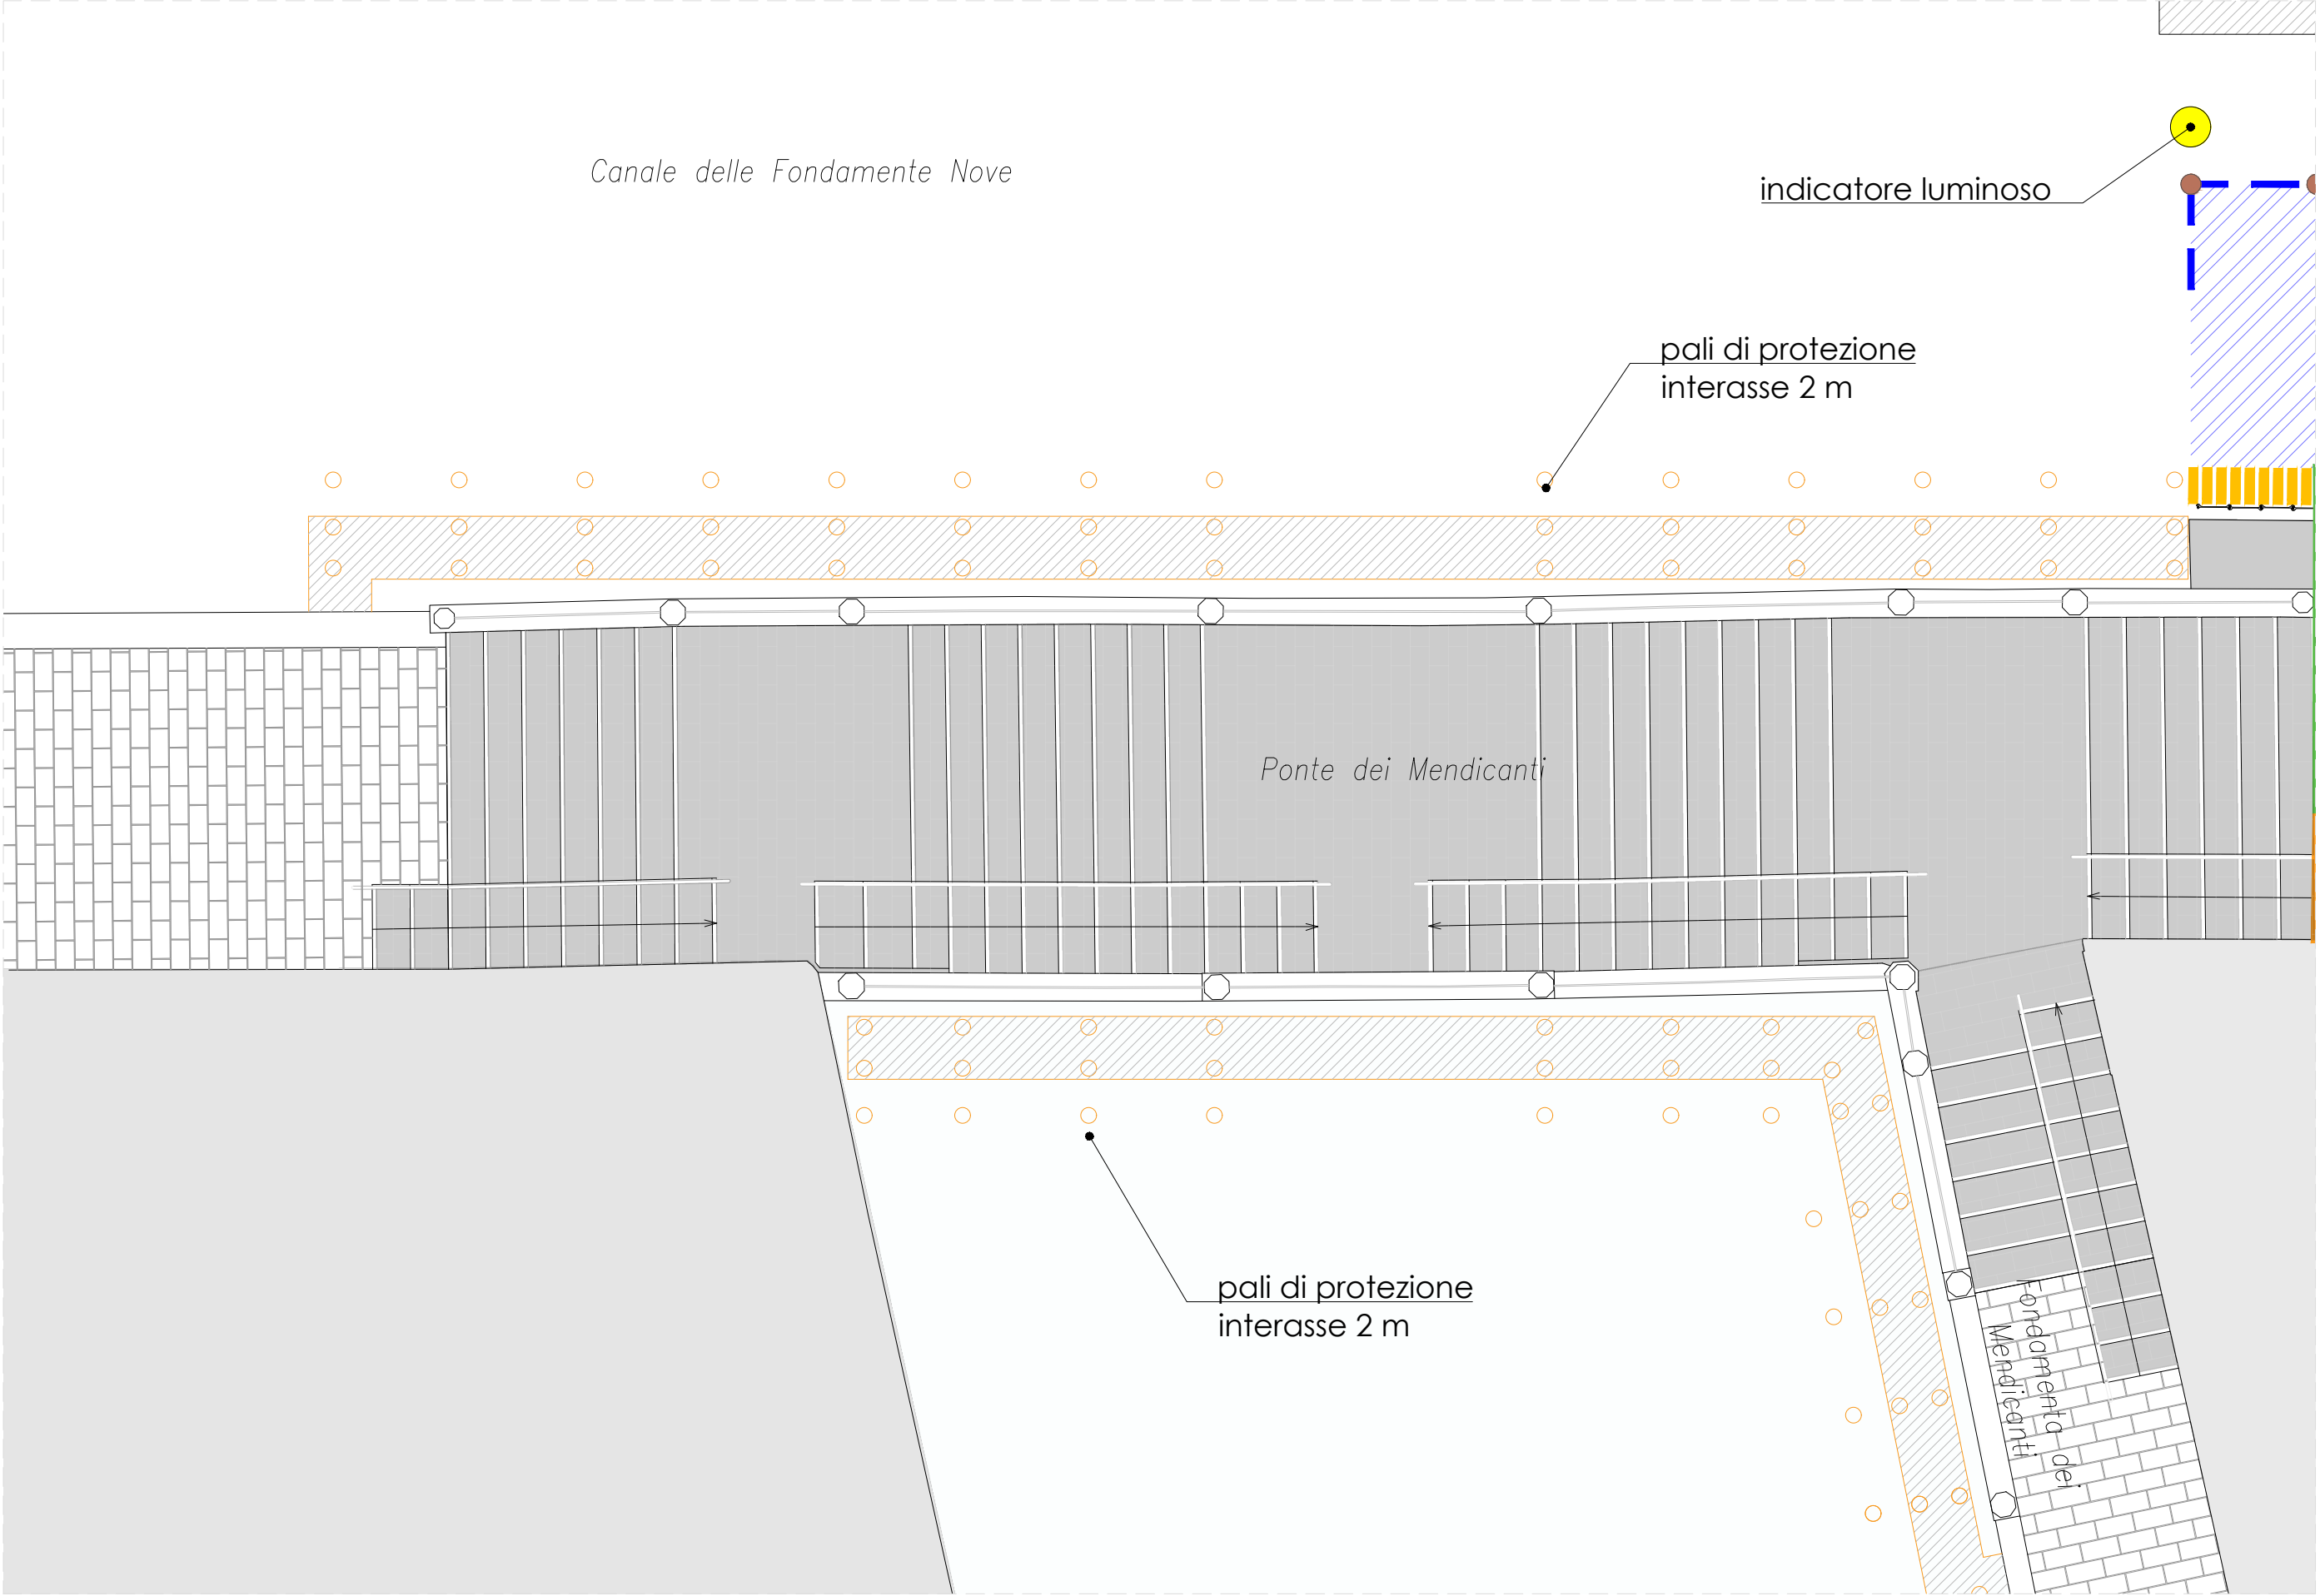 Canale delle Fondamente Nove
indicatore luminoso
pali di protezione
interasse 2 m
Ponte dei Mendicanti
pali di protezione
interasse 2 m
Fondamenta dei
Mendicanti